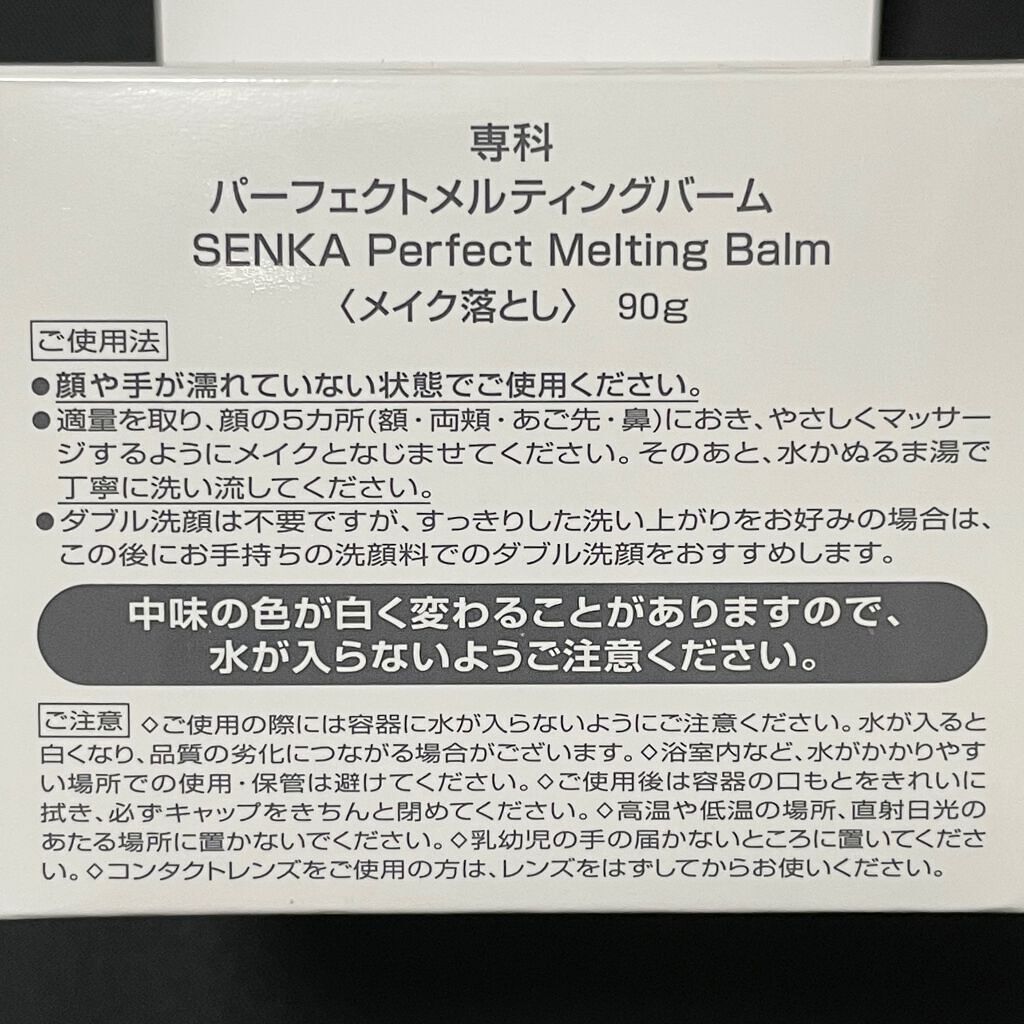 専科
パーフェクトメルティングバーム
SENKA Perfect Melting Balm
〈メイク落とし〉 90g
ご使用法
●顔や手が濡れていない状態でご使用ください。
●適量を取り、顔の5カ所(額・両頰・あご先・鼻)におき、やさしくマッサー
ジするようにメイクとなじませてください。そのあと、水かぬるま湯で
丁寧に洗い流してください。
●ダブル洗顔は不要ですが、すっきりした洗い上がりをお好みの場合は、
この後にお手持ちの洗顔料でのダブル洗顔をおすすめします。
中味の色が白く変わることがありますので、
水が入らないようご注意ください。
ご注意 ◇ご使用の際には容器に水が入らないようにご注意ください。水が入ると
白くなり、品質の劣化につながる場合がございます。◇浴室内など、水がかかりやす
い場所での使用・保管は避けてください。◇ご使用後は容器の口もとをきれいに
拭き、必ずキャップをきちんと閉めてください。◇高温や低温の場所、直射日光の
あたる場所に置かないでください。◇乳幼児の手の届かないところに置いてくださ
い。◇コンタクトレンズをご使用の方は、レンズをはずしてからお使いください。